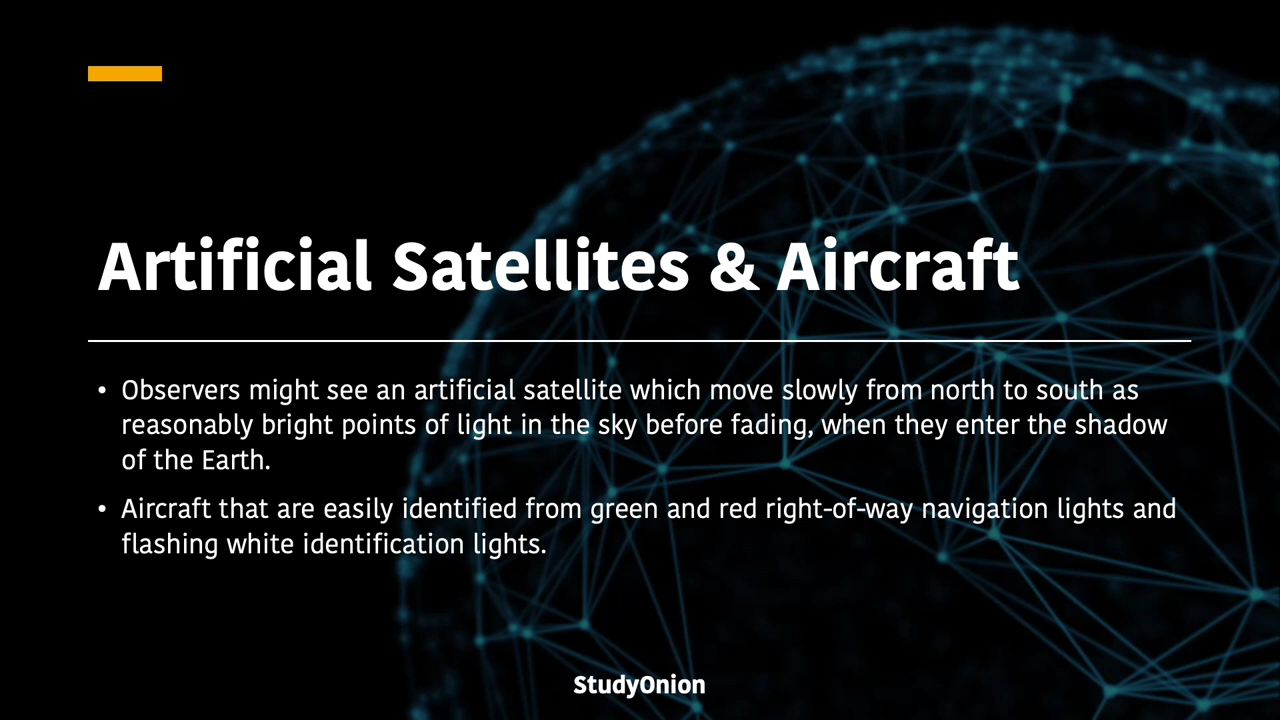 Artificial Satellites & Aircraft
• Observers might see an artificial satellite which move slowly from north to south as
reasonably bright points of light in the sky before fading, when they enter the shadow
of the Earth.
• Aircraft that are easily identified from green and red right-of-way navigation lights and
flashing white identification lights.
StudyOnion